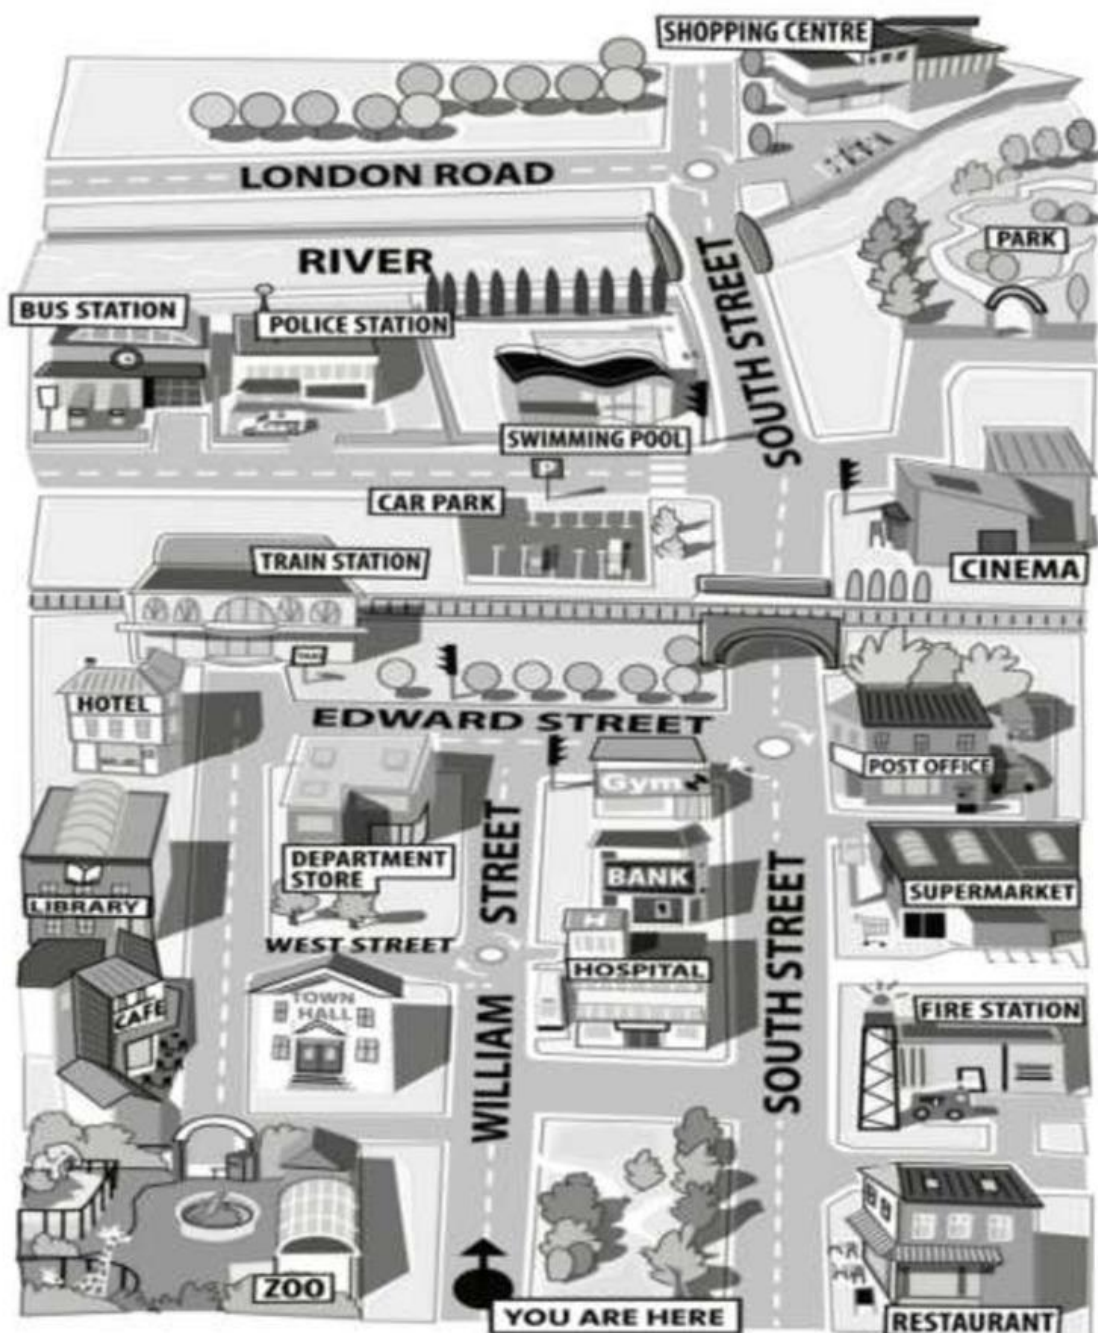 SHOPPING CENTRE
LONDON ROAD
RIVER
PARK
BUS STATION
POLICE STATION
SOUTH STREET
SWIMMING POOL
CAR PARK
TRAIN STATION
CINEMA
TAXI
HOTEL
EDWARD STREET
Gym
POST OFFICE
DEPARTMENT
STORE
WILLIAM STREET
BANK
SUPERMARKET
LIBRARY
WEST STREET
H
HOSPITAL
SOUTH STREET
CAFE
TOWN
HALL
FIRE STATION
ZOO
YOU ARE HERE
RESTAURANT